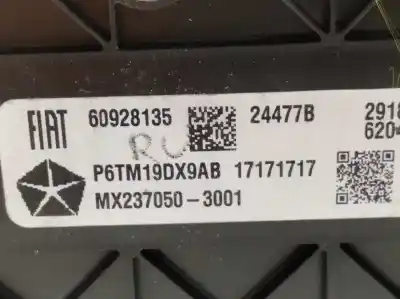 FIAT 60928135 24477B 2918
RU 620
P6TM19DX9AB 17171717
MX237050-3001